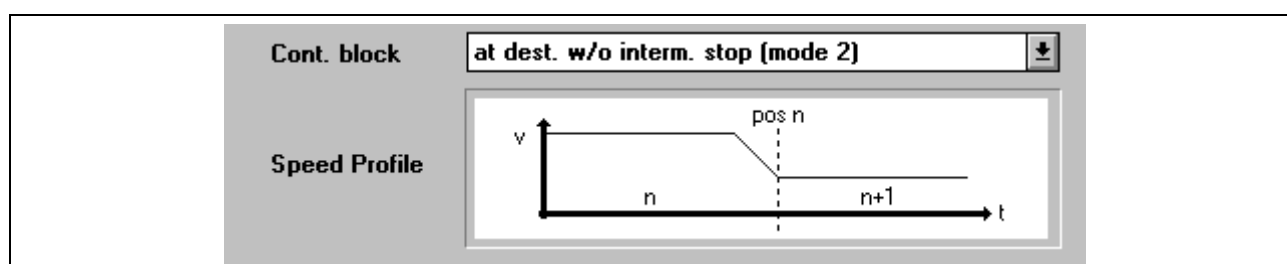 Cont. block at dest. w/o interm. stop (mode 2)
pos n
v
Speed Profile
n n+1
t